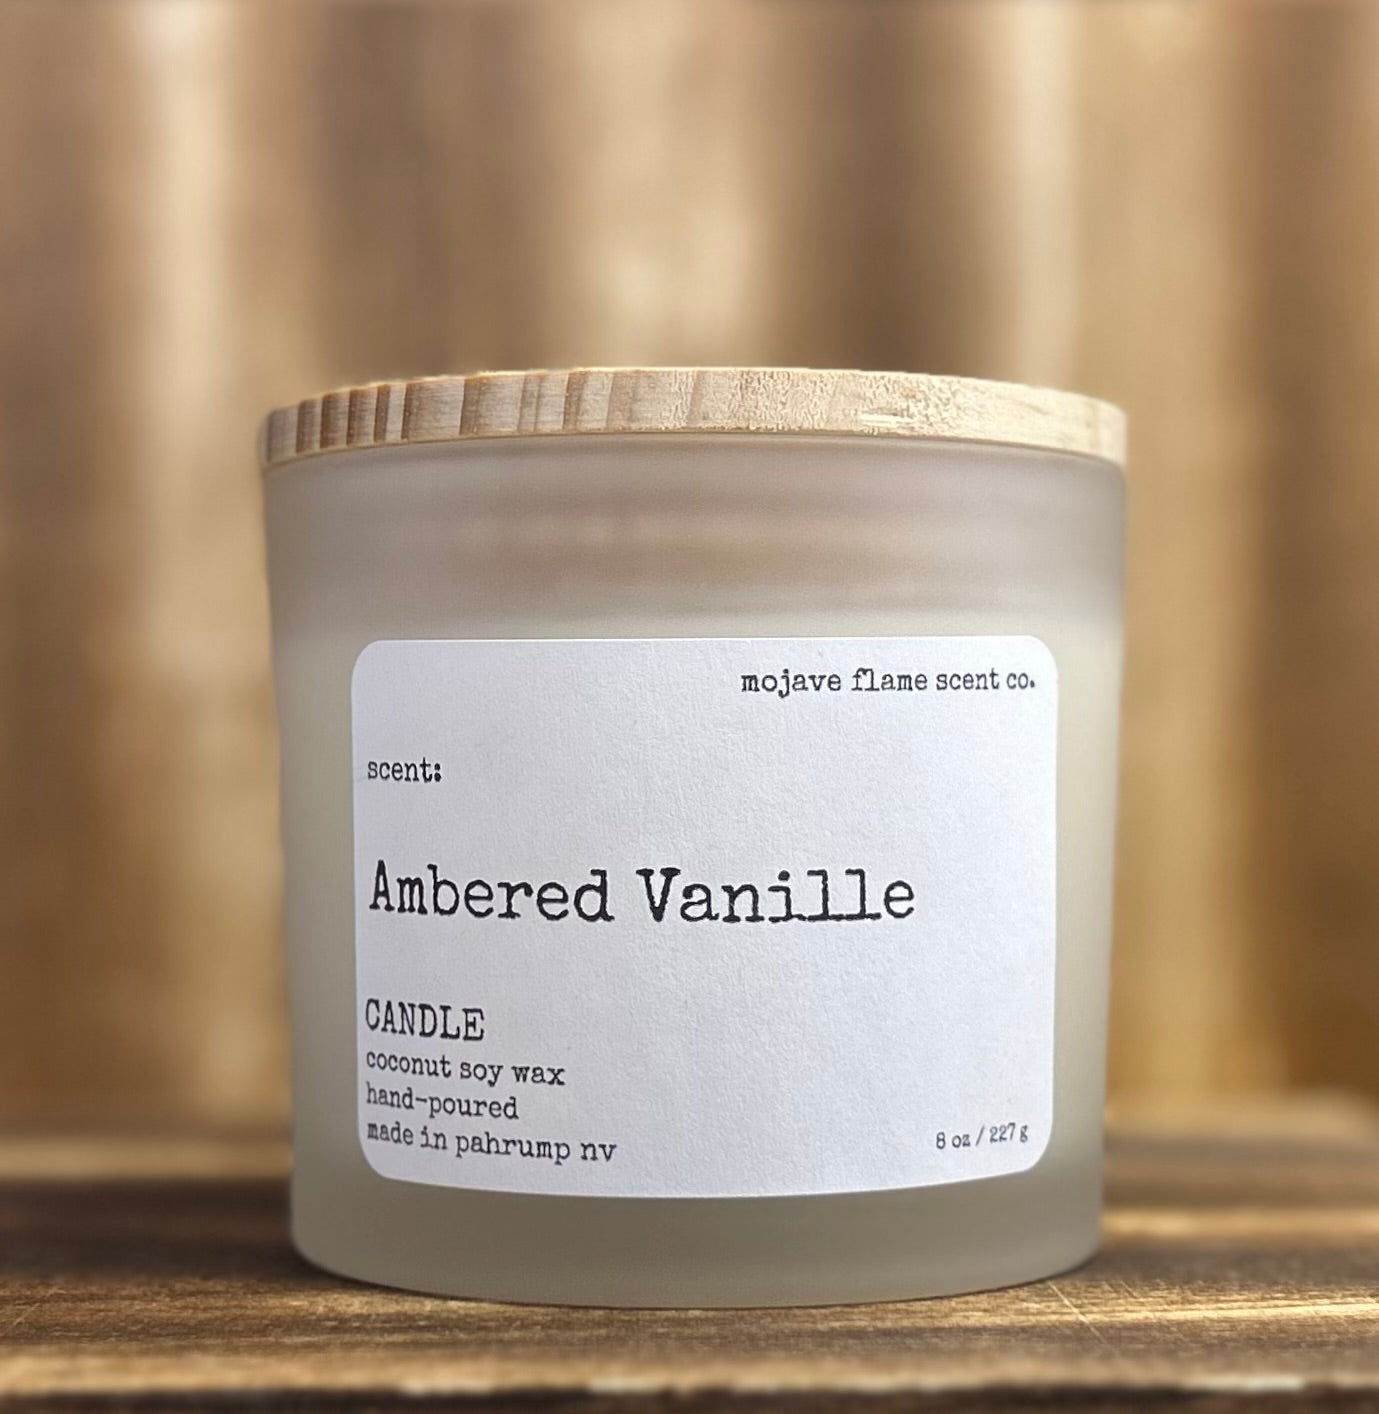 mojave flame scent co.
scent:
Ambered Vanille
CANDLE
coconut soy wax
hand-poured
made in pahrump nv
8 oz / 227 g